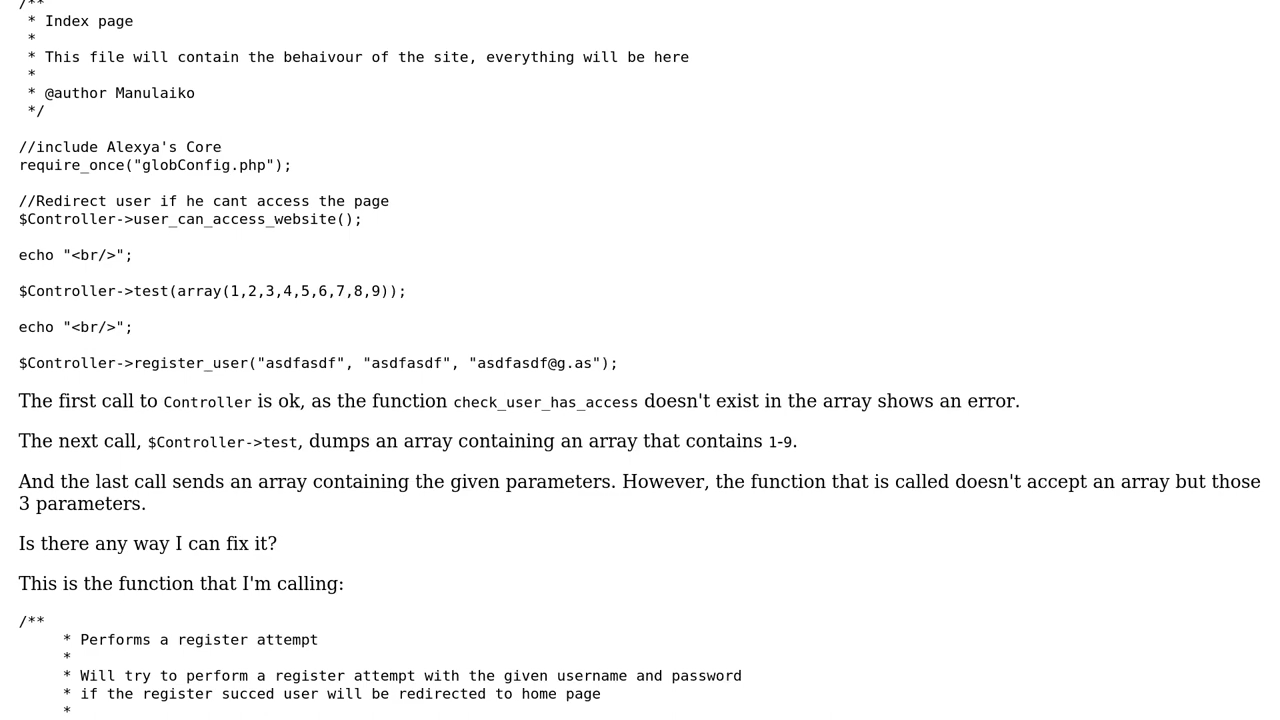 /**
 * Index page
 *
 * This file will contain the behaivour of the site, everything will be here
 *
 * @author Manulaiko
 */
//include Alexya's Core
require_once("globConfig.php");
//Redirect user if he cant access the page
$Controller->user_can_access_website();
echo "<br/>";
$Controller->test(array(1,2,3,4,5,6,7,8,9));
echo "<br/>";
$Controller->register_user("asdfasdf", "asdfasdf", "asdfasdf@g.as");
The first call to Controller is ok, as the function check_user_has_access doesn't exist in the array shows an error.
The next call, $Controller->test, dumps an array containing an array that contains 1-9.
And the last call sends an array containing the given parameters. However, the function that is called doesn't accept an array but those
3 parameters.
Is there any way I can fix it?
This is the function that I'm calling:
/**
     * Performs a register attempt
     *
     * Will try to perform a register attempt with the given username and password
     * if the register succed user will be redirected to home page
     *